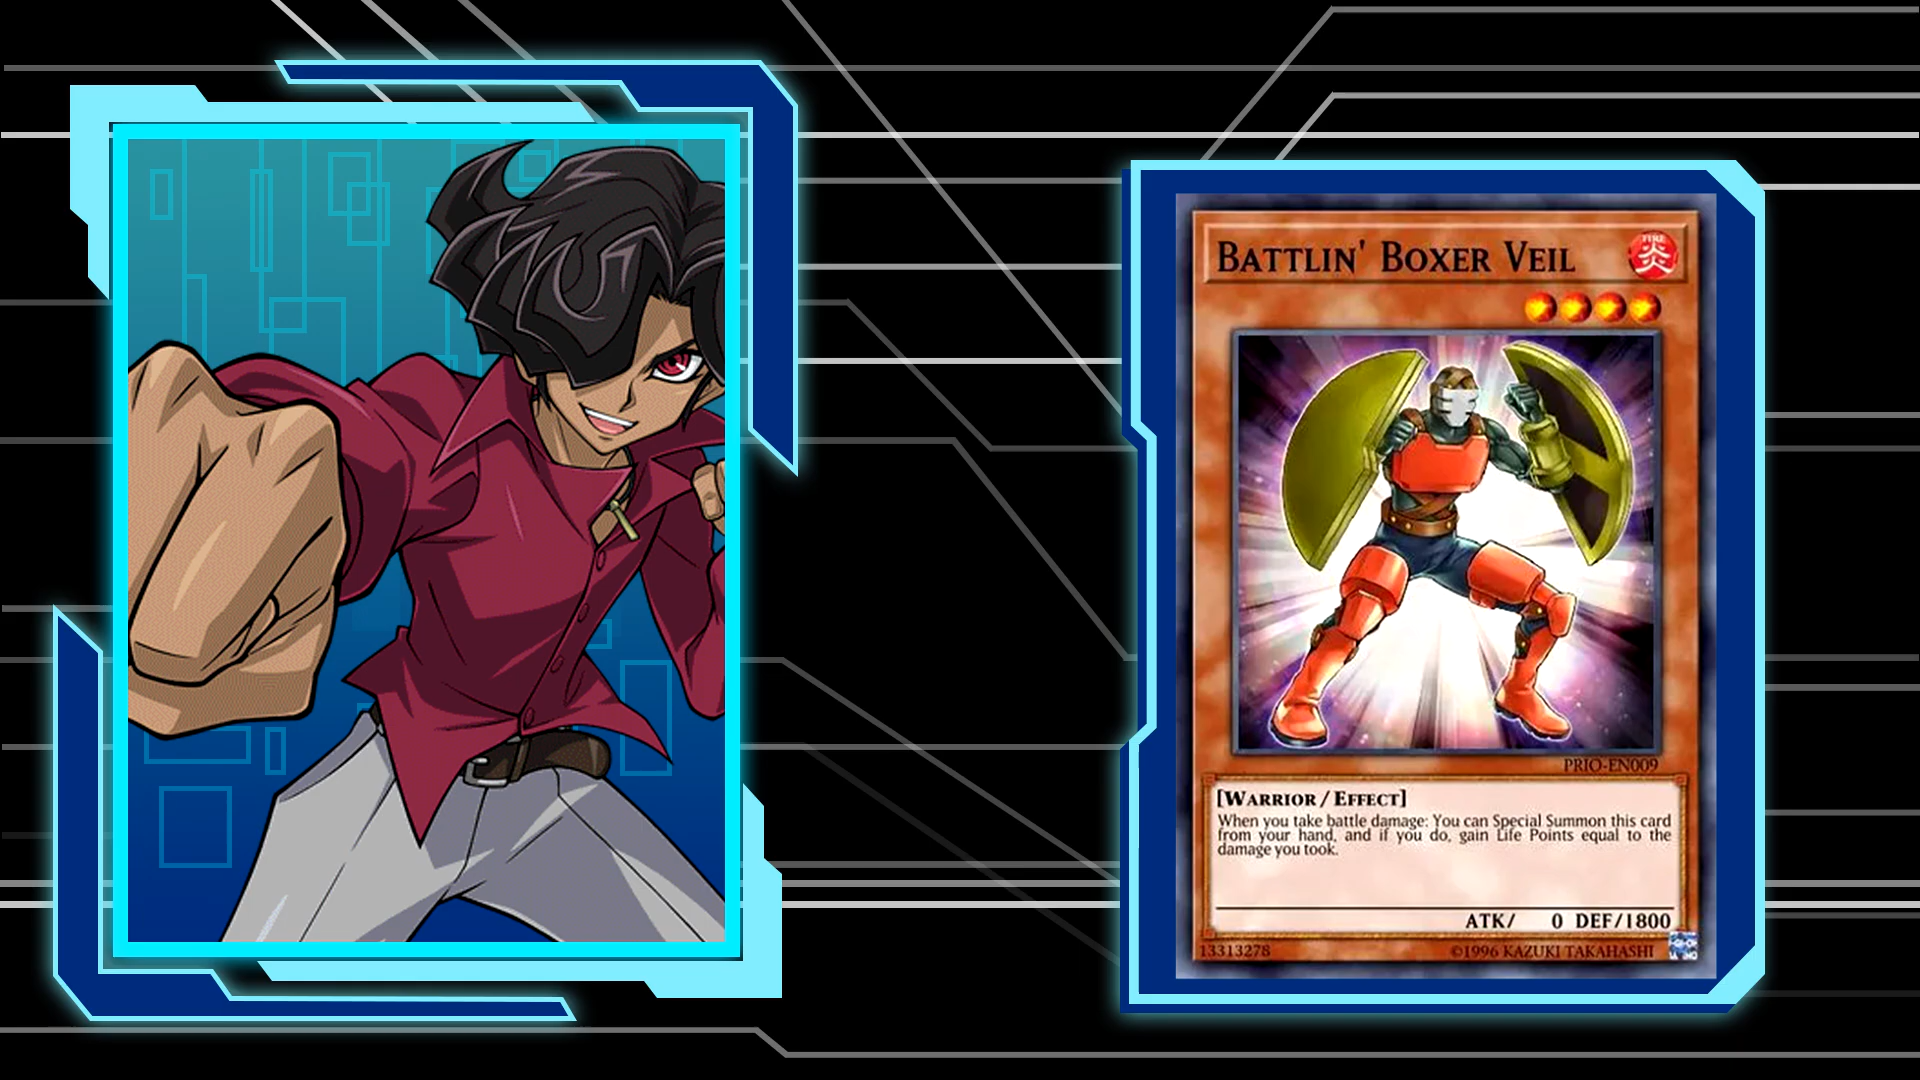 BATTLIN' BOXER VEIL
FIRE
炎
PRIO-EN009
[WARRIOR / EFFECT]
When you take battle damage: You can Special Summon this card
from your hand, and if you do, gain Life Points equal to the
damage you took.
ATK/ 0 DEF/1800
13313278
©1996 KAZUKI TAKAHASHI